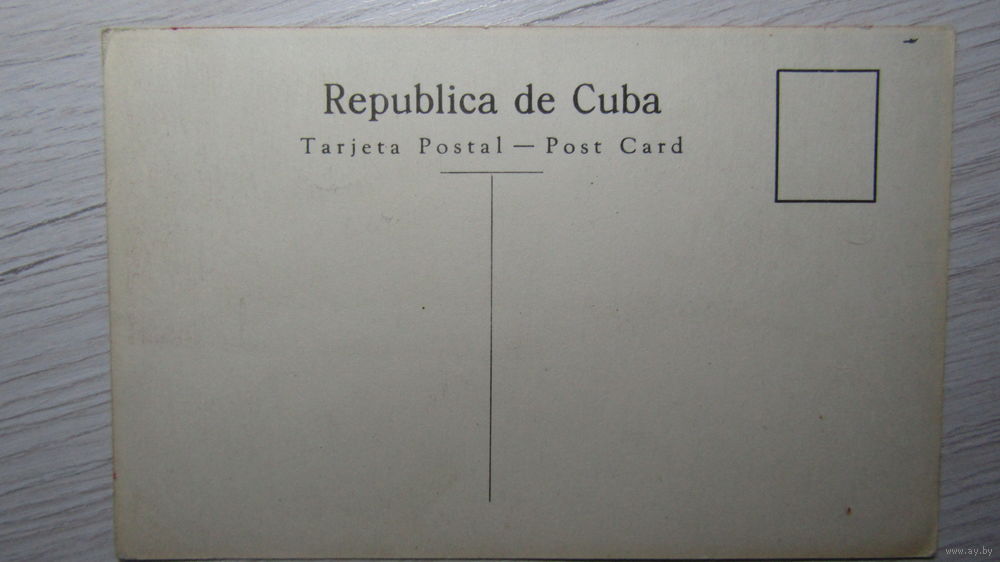 Republica de Cuba
Tarjeta Postal — Post Card
www.ay.by